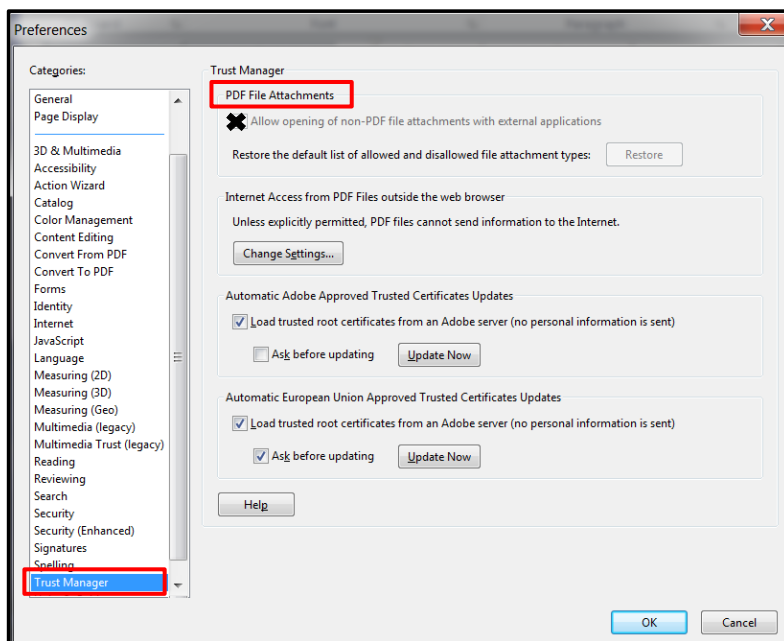 Preferences
Categories:
General
Page Display
3D & Multimedia
Accessibility
Action Wizard
Catalog
Color Management
Content Editing
Convert From PDF
Convert To PDF
Forms
Identity
Internet
JavaScript
Language
Measuring (2D)
Measuring (3D)
Measuring (Geo)
Multimedia (legacy)
Multimedia Trust (legacy)
Reading
Reviewing
Search
Security
Security (Enhanced)
Signatures
Spelling
Trust Manager
Trust Manager
PDF File Attachments
Allow opening of non-PDF file attachments with external applications
Restore the default list of allowed and disallowed file attachment types: Restore
Internet Access from PDF Files outside the web browser
Unless explicitly permitted, PDF files cannot send information to the Internet.
Change Settings...
Automatic Adobe Approved Trusted Certificates Updates
Load trusted root certificates from an Adobe server (no personal information is sent)
Ask before updating Update Now
Automatic European Union Approved Trusted Certificates Updates
Load trusted root certificates from an Adobe server (no personal information is sent)
Ask before updating Update Now
Help
OK Cancel